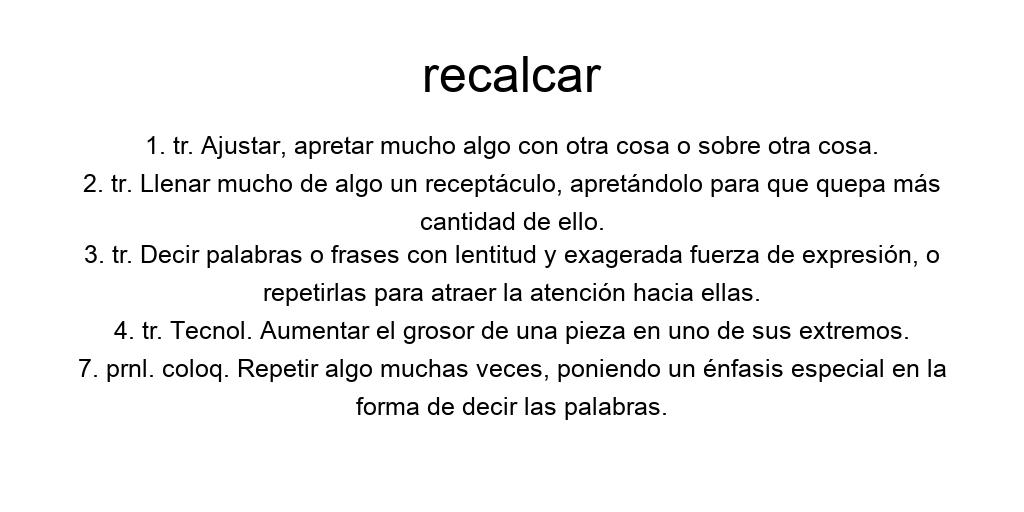 recalcar
1. tr. Ajustar, apretar mucho algo con otra cosa o sobre otra cosa.
2. tr. Llenar mucho de algo un receptáculo, apretándolo para que quepa más
cantidad de ello.
3. tr. Decir palabras o frases con lentitud y exagerada fuerza de expresión, o
repetirlas para atraer la atención hacia ellas.
4. tr. Tecnol. Aumentar el grosor de una pieza en uno de sus extremos.
7. prnl. coloq. Repetir algo muchas veces, poniendo un énfasis especial en la
forma de decir las palabras.